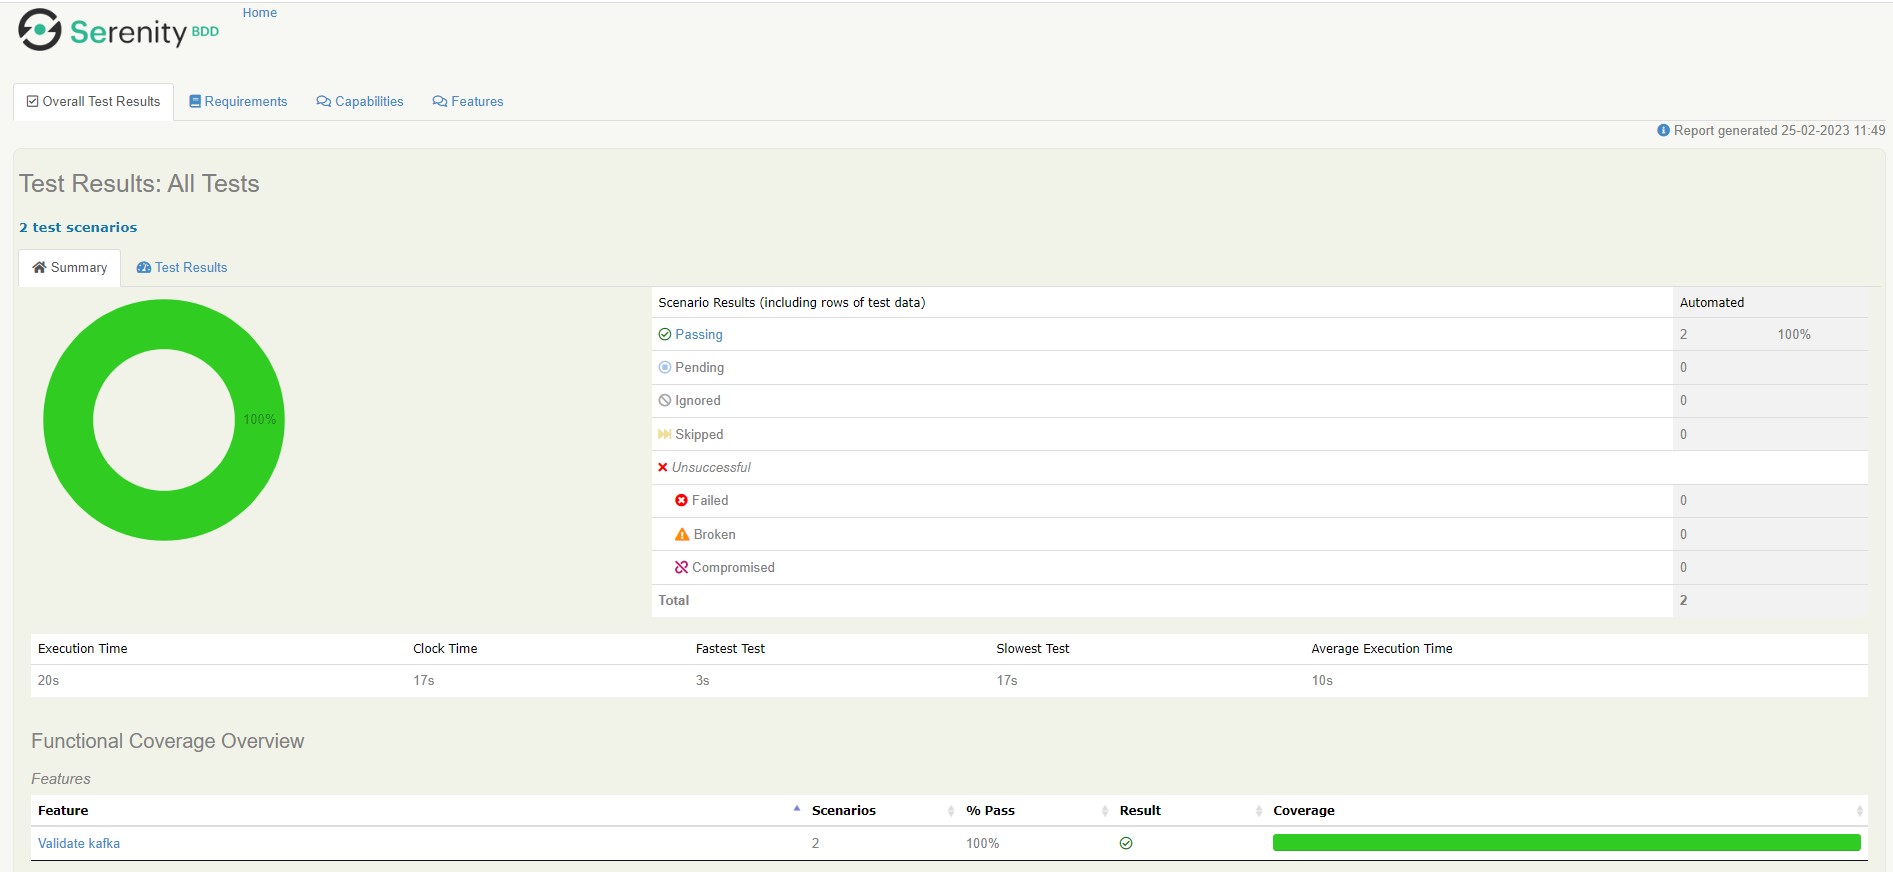 Serenity BDD
Home
Overall Test Results Requirements Capabilities Features
Report generated 25-02-2023 11:49
Test Results: All Tests
2 test scenarios
Summary Test Results
100%
Scenario Results (including rows of test data) Automated
Passing 2 100%
Pending 0
Ignored 0
Skipped 0
Unsuccessful
Failed 0
Broken 0
Compromised 0
Total 2
Execution Time Clock Time Fastest Test Slowest Test Average Execution Time
20s 17s 3s 17s 10s
Functional Coverage Overview
Features
Feature Scenarios % Pass Result Coverage
Validate kafka 2 100%